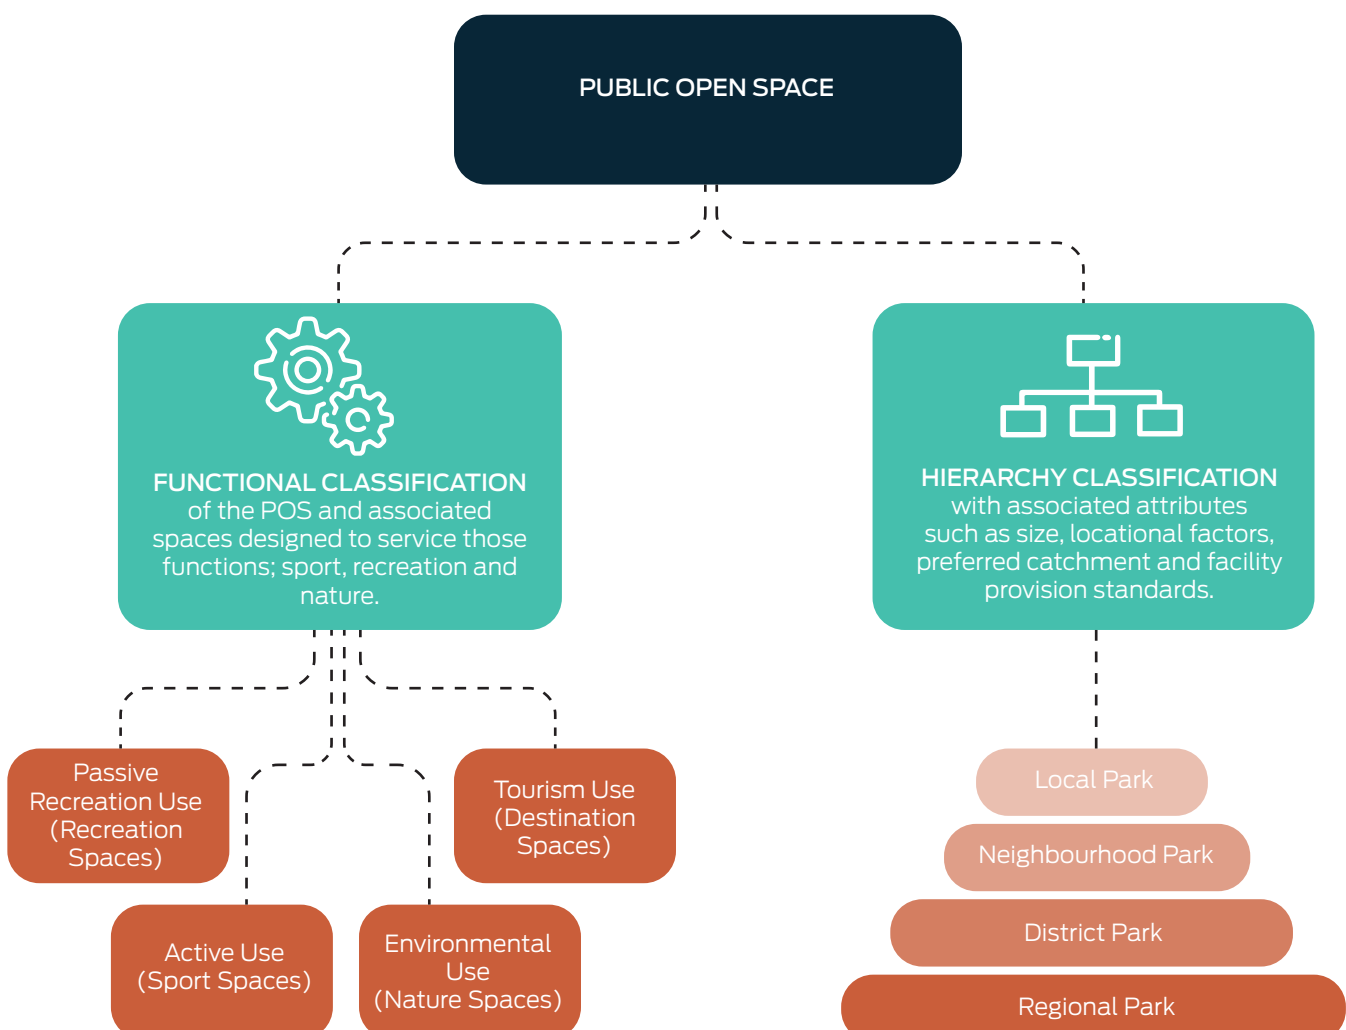 PUBLIC OPEN SPACE
FUNCTIONAL CLASSIFICATION
of the POS and associated
spaces designed to service those
functions; sport, recreation and
nature.
HIERARCHY CLASSIFICATION
with associated attributes
such as size, locational factors,
preferred catchment and facility
provision standards.
Passive
Recreation Use
(Recreation
Spaces)
Active Use
(Sport Spaces)
Environmental
Use
(Nature Spaces)
Tourism Use
(Destination
Spaces)
Local Park
Neighbourhood Park
District Park
Regional Park